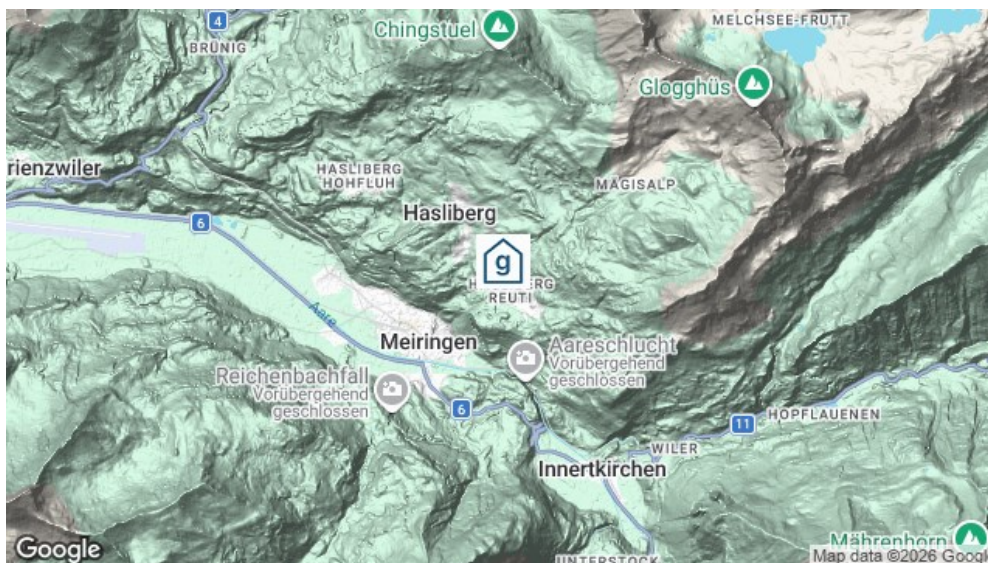 MELCHSEE-FRUTT
4
Chingstuel
BRÜNIG
Glogghüs
rienzwiler
HASLIBERG
HOHFLUH
MÄGISALP
Hasliberg
6
g
REUTI
Aare
Meiringen
Aareschlucht
Vorübergehend
geschlossen
Reichenbachfall
Vorübergehend
geschlossen
6
11
HOPFLAUENEN
WILER
Innertkirchen
Mährenhorn
UNTERSTOCK
Google
Map data ©2026 Google